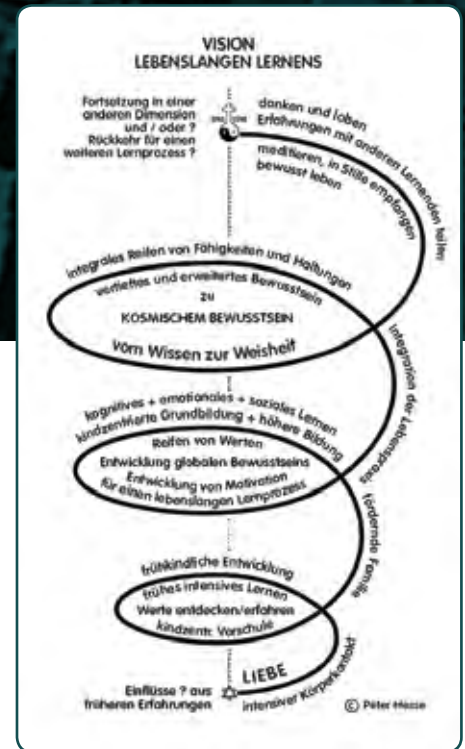 VISION
LEBENSLANGEN LERNENS
Fortsetzung in einer
anderen Dimension
und / oder ?
Rückkehr für einen
weiteren Lernprozess ?
danken und loben
Erfahrungen mit anderen Lernenden teilen
meditieren, in Stille empfangen
bewusst leben
integrales Reifen von Fähigkeiten und Haltungen
vertieftes und erweitertes Bewusstsein
zu
KOSMISCHEM BEWUSSTSEIN
vom Wissen zur Weisheit
Integration der Lebenspraxis
kognitives + emotionales + soziales Lernen
kindzentrierte Grundbildung + höhere Bildung
Reifen von Werten
Entwicklung globalen Bewusstseins
Entwicklung von Motivation
für einen lebenslangen Lernprozess
fördernde Familie
frühkindliche Entwicklung
frühes intensives Lernen
Werte entdecken/erfahren
kindzentr. Vorschule
LIEBE
intensiver Körperkontakt
Einflüsse ? aus
früheren Erfahrungen
© Peter Hesse